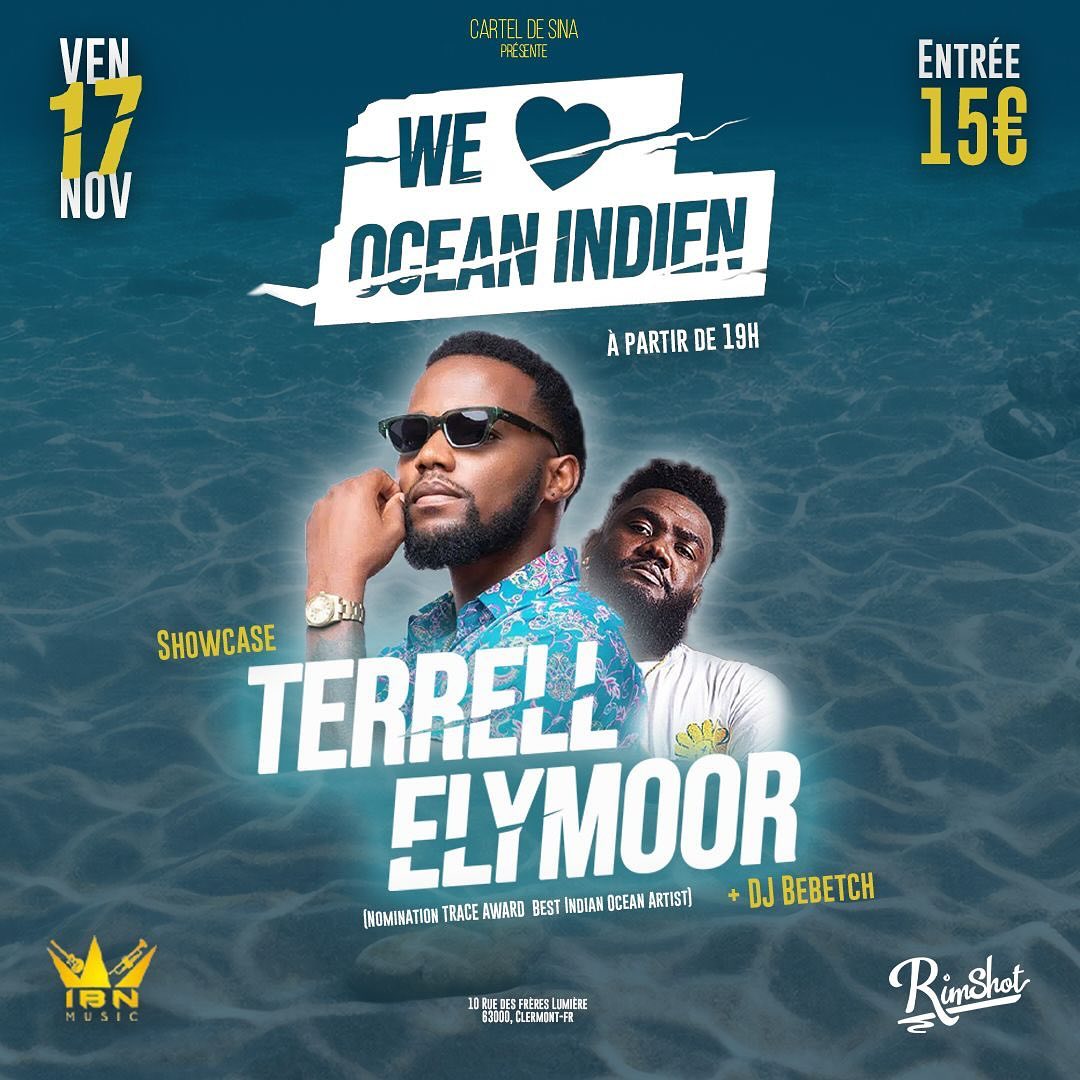 CARTEL DE SINA
PRÉSENTE
VEN
17
NOV
ENTRÉE
15€
WE
OCEAN INDIEN
À PARTIR DE 19H
SHOWCASE
TERRELL
ELYMOOR
(NOMINATION TRACE AWARD BEST INDIAN OCEAN ARTIST)
+ DJ BEBETCH
IBN
MUSIC
10 RUE DES FRÈRES LUMIÈRE
63000, CLERMONT-FR
RimShot